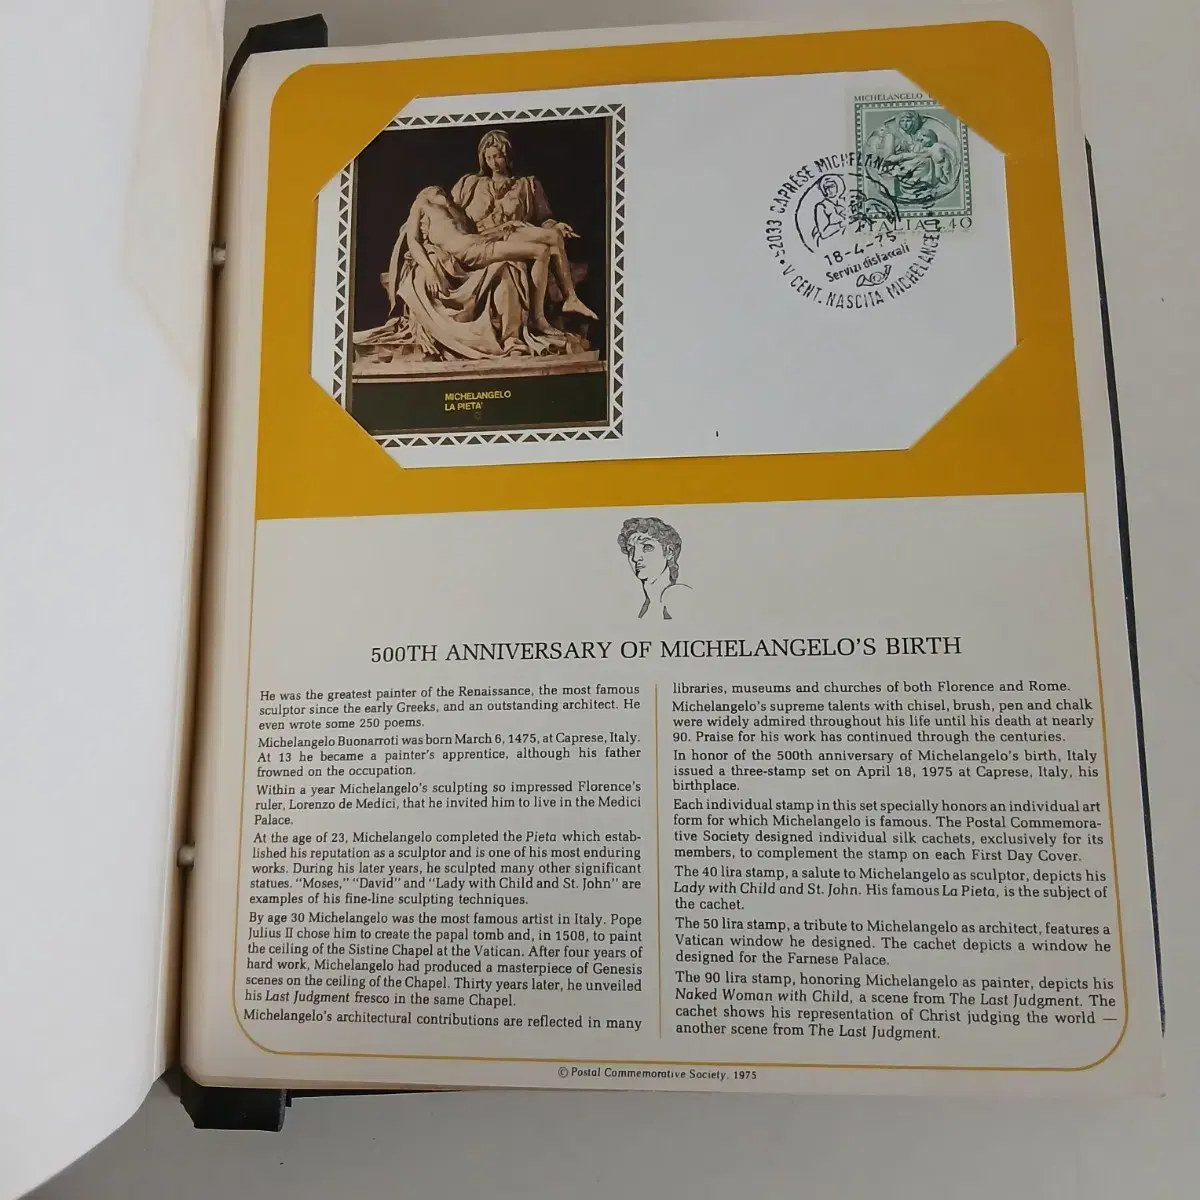 MICHELANGELO
LA PIETA'
MICHELANGELO
ITALIA L.40
52033 CAPRESE MICHELANGELO
18-4-75
Servizi distaccati
V CENT. NASCITA MICHELANGELO
500TH ANNIVERSARY OF MICHELANGELO'S BIRTH
He was the greatest painter of the Renaissance, the most famous
sculptor since the early Greeks, and an outstanding architect. He
even wrote some 250 poems.
Michelangelo Buonarroti was born March 6, 1475, at Caprese, Italy.
At 13 he became a painter's apprentice, although his father
frowned on the occupation.
Within a year Michelangelo's sculpting so impressed Florence's
ruler, Lorenzo de Medici, that he invited him to live in the Medici
Palace.
At the age of 23, Michelangelo completed the Pieta which estab-
lished his reputation as a sculptor and is one of his most enduring
works. During his later years, he sculpted many other significant
statues. "Moses," "David" and "Lady with Child and St. John" are
examples of his fine-line sculpting techniques.
By age 30 Michelangelo was the most famous artist in Italy. Pope
Julius II chose him to create the papal tomb and, in 1508, to paint
the ceiling of the Sistine Chapel at the Vatican. After four years of
hard work, Michelangelo had produced a masterpiece of Genesis
scenes on the ceiling of the Chapel. Thirty years later, he unveiled
his Last Judgment fresco in the same Chapel.
Michelangelo's architectural contributions are reflected in many
libraries, museums and churches of both Florence and Rome.
Michelangelo's supreme talents with chisel, brush, pen and chalk
were widely admired throughout his life until his death at nearly
90. Praise for his work has continued through the centuries.
In honor of the 500th anniversary of Michelangelo's birth, Italy
issued a three-stamp set on April 18, 1975 at Caprese, Italy, his
birthplace.
Each individual stamp in this set specially honors an individual art
form for which Michelangelo is famous. The Postal Commemora-
tive Society designed individual silk cachets, exclusively for its
members, to complement the stamp on each First Day Cover.
The 40 lira stamp, a salute to Michelangelo as sculptor, depicts his
Lady with Child and St. John. His famous La Pieta, is the subject of
the cachet.
The 50 lira stamp, a tribute to Michelangelo as architect, features a
Vatican window he designed. The cachet depicts a window he
designed for the Farnese Palace.
The 90 lira stamp, honoring Michelangelo as painter, depicts his
Naked Woman with Child, a scene from The Last Judgment. The
cachet shows his representation of Christ judging the world —
another scene from The Last Judgment.
© Postal Commemorative Society, 1975